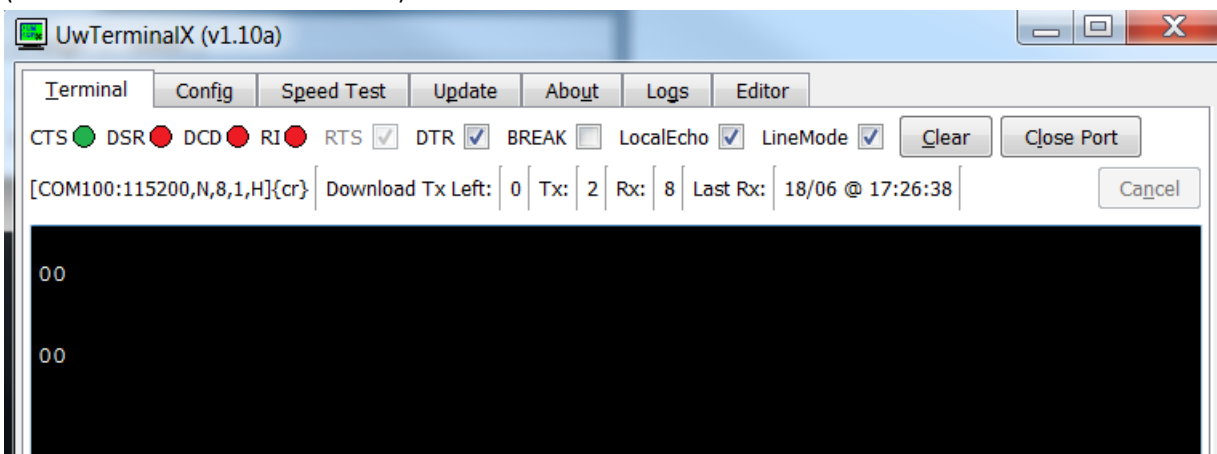 UwTerminalX (v1.10a)
Terminal Config Speed Test Update About Logs Editor
CTS DSR DCD RI RTS DTR BREAK LocalEcho LineMode Clear Close Port
[COM100:115200,N,8,1,H]{cr} Download Tx Left: 0 Tx: 2 Rx: 8 Last Rx: 18/06 @ 17:26:38 Cancel
00
00